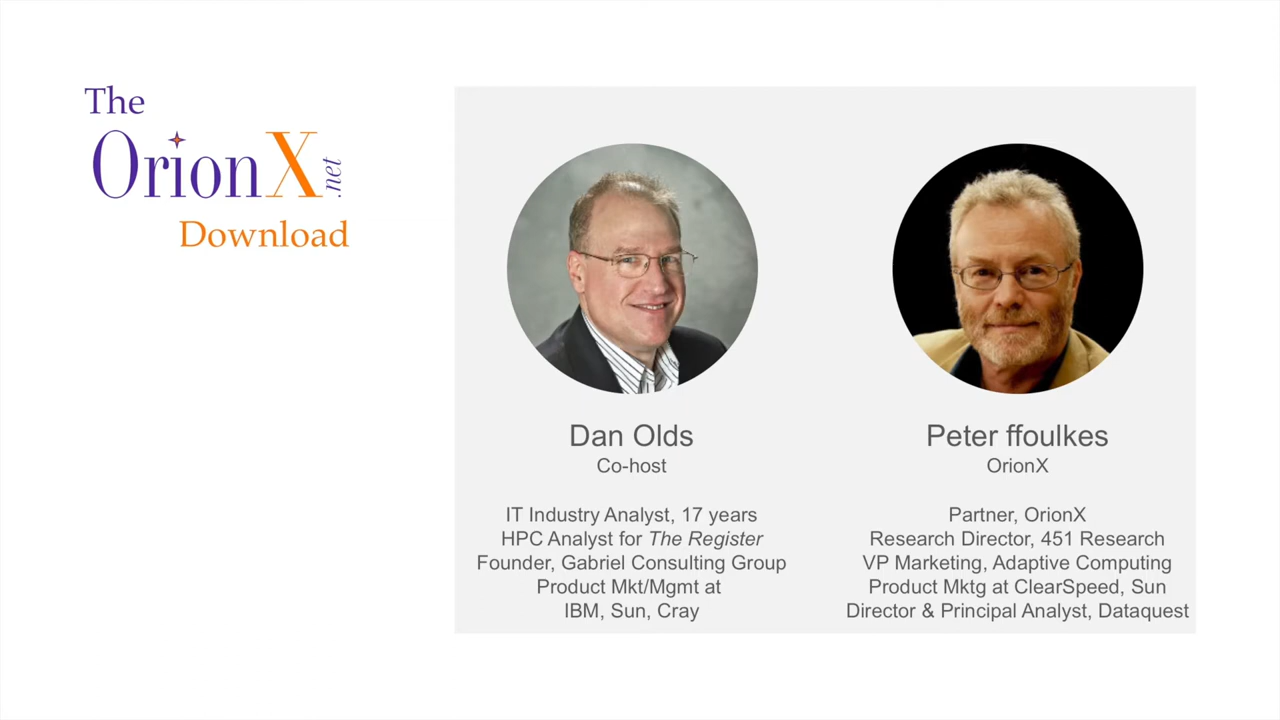 The
OrionX.net
Download
Dan Olds
Co-host
IT Industry Analyst, 17 years
HPC Analyst for The Register
Founder, Gabriel Consulting Group
Product Mkt/Mgmt at
IBM, Sun, Cray
Peter ffoulkes
OrionX
Partner, OrionX
Research Director, 451 Research
VP Marketing, Adaptive Computing
Product Mktg at ClearSpeed, Sun
Director & Principal Analyst, Dataquest